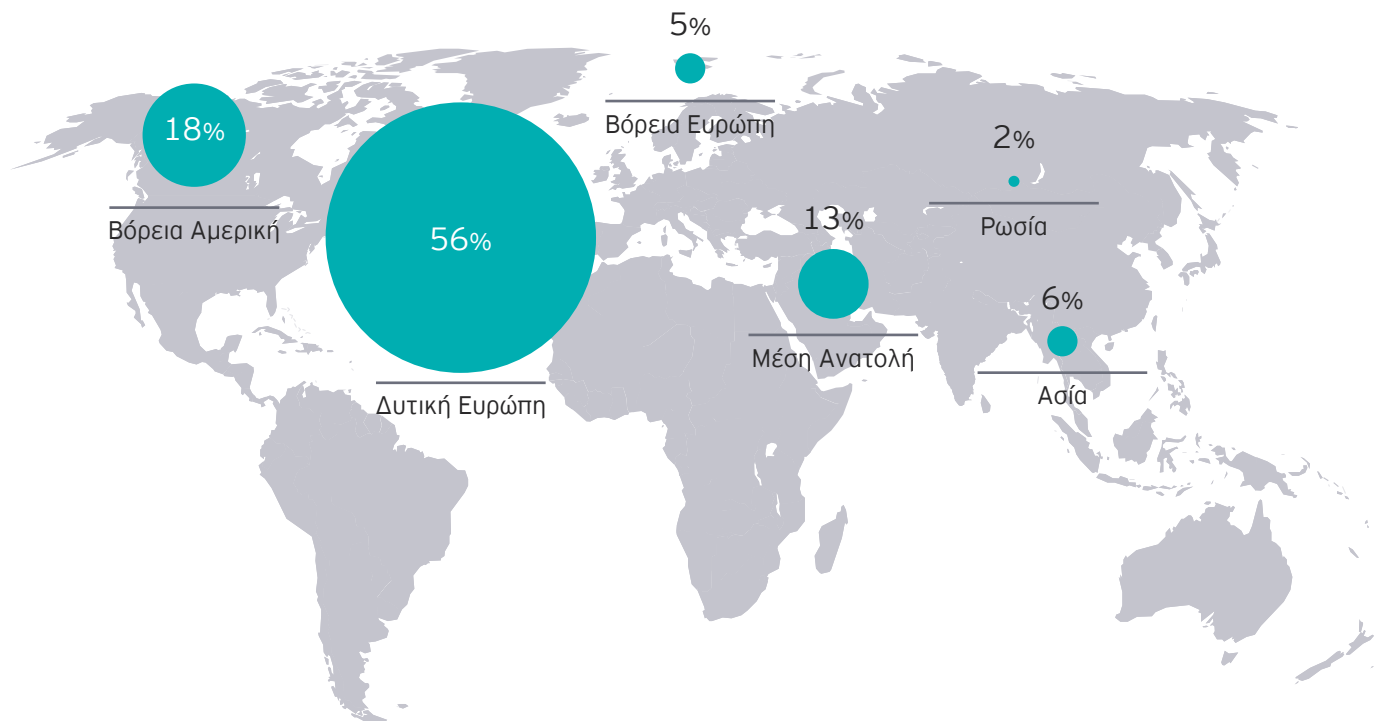 5%
Βόρεια Ευρώπη
18%
Βόρεια Αμερική
2%
Ρωσία
56%
Δυτική Ευρώπη
13%
Μέση Ανατολή
6%
Ασία